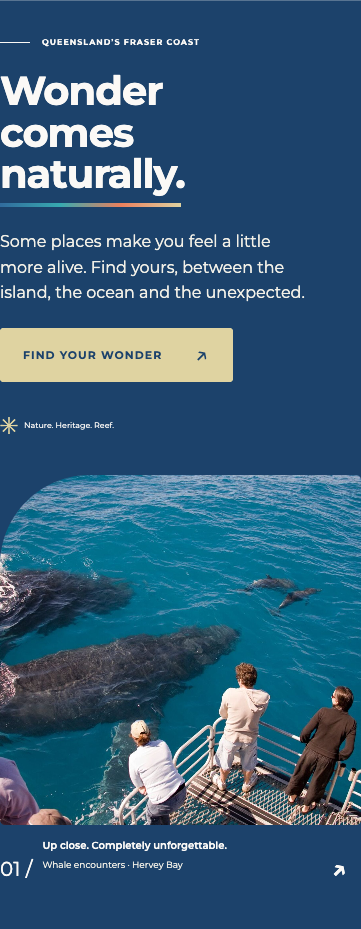 QUEENSLAND'S FRASER COAST
Wonder
comes
naturally.
Some places make you feel a little
more alive. Find yours, between the
island, the ocean and the unexpected.
FIND YOUR WONDER
Nature. Heritage. Reef.
Up close. Completely unforgettable.
01 /
Whale encounters · Hervey Bay